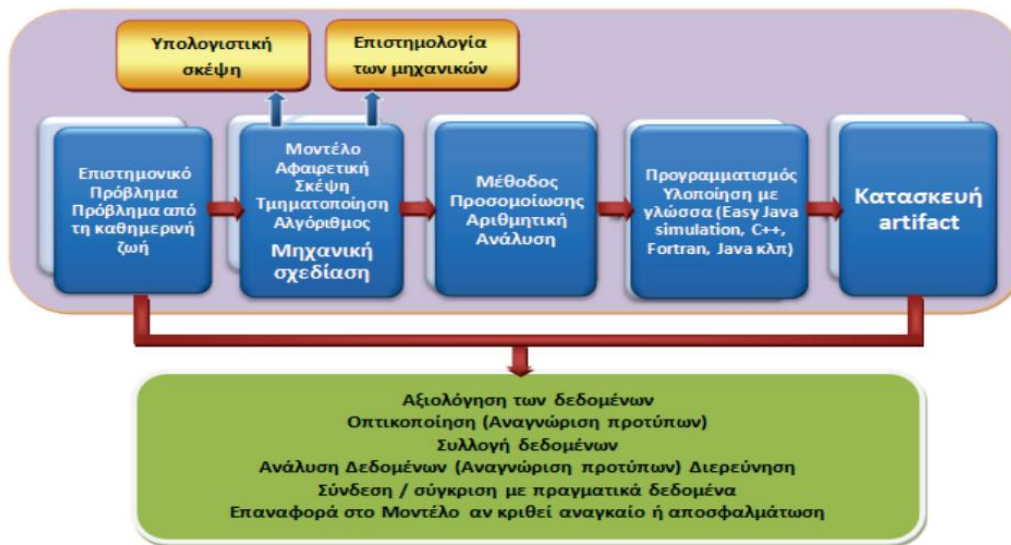 Υπολογιστική
σκέψη
Επιστημολογία
των μηχανικών
Επιστημονικό
Πρόβλημα
Πρόβλημα από
τη καθημερινή
ζωή
Μοντέλο
Αφαιρετική
Σκέψη
Τμηματοποίηση
Αλγόριθμος
Μηχανική
σχεδίαση
Μέθοδος
Προσομοίωσης
Αριθμητική
Ανάλυση
Προγραμματισμός
Υλοποίηση με
γλώσσα (Easy Java
simulation, C++,
Fortran, Java κλπ)
Κατασκευή
artifact
Αξιολόγηση των δεδομένων
Οπτικοποίηση (Αναγνώριση προτύπων)
Συλλογή δεδομένων
Ανάλυση Δεδομένων (Αναγνώριση προτύπων) Διερεύνηση
Σύνδεση / σύγκριση με πραγματικά δεδομένα
Επαναφορά στο Μοντέλο αν κριθεί αναγκαίο ή αποσφαλμάτωση